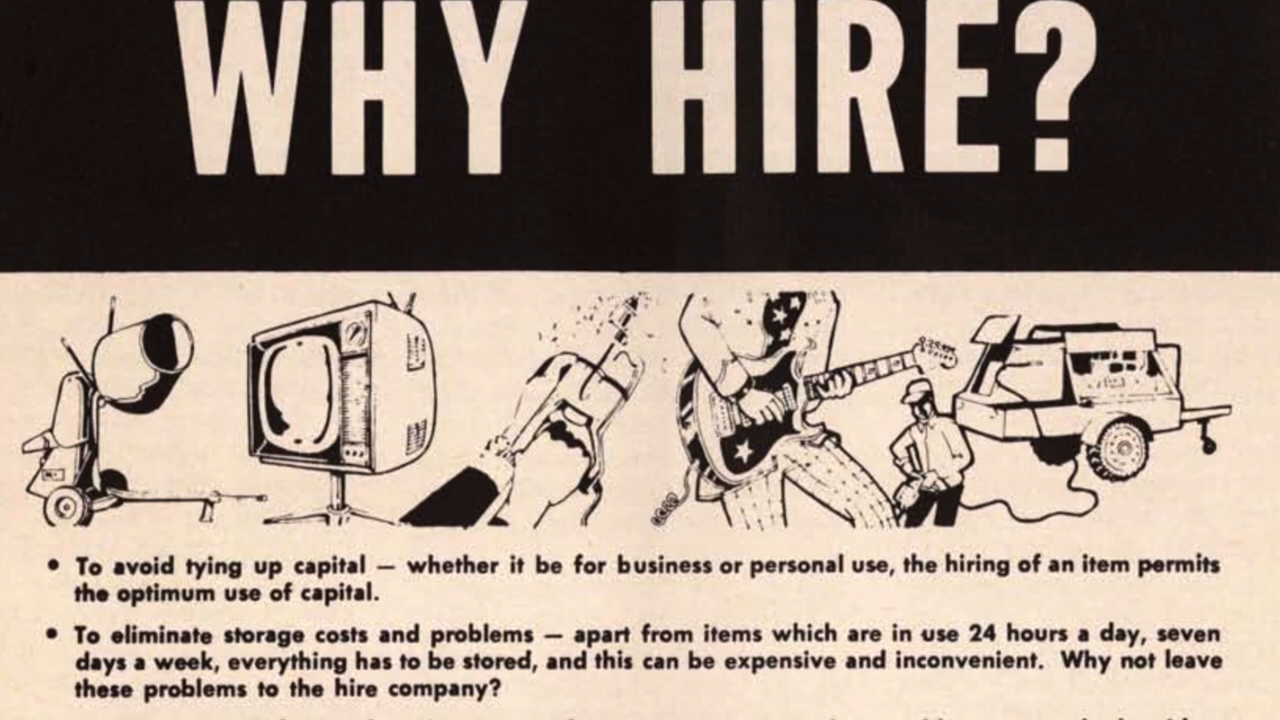 WHY HIRE?
• To avoid tying up capital — whether it be for business or personal use, the hiring of an item permits
the optimum use of capital.
• To eliminate storage costs and problems — apart from items which are in use 24 hours a day, seven
days a week, everything has to be stored, and this can be expensive and inconvenient. Why not leave
these problems to the hire company?